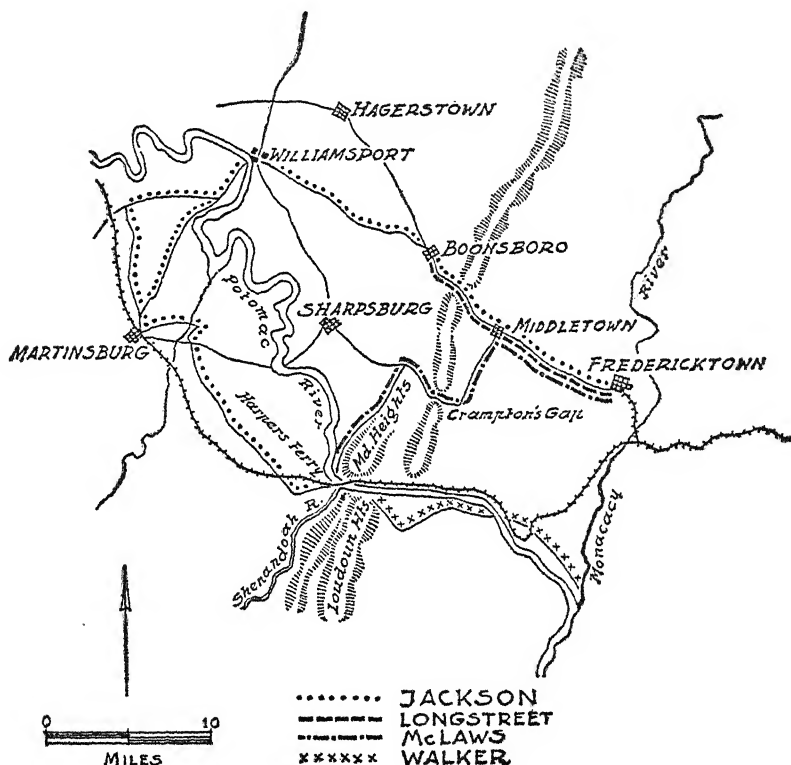 HAGERSTOWN
WILLIAMSPORT
BOONSBORO
River
Potomac
SHARPSBURG
MIDDLETOWN
MARTINSBURG
FREDERICKTOWN
River
Crampton's Gap
Md. Heights
Harpers Ferry
Shenandoah R.
Loudoun Hts
Monacacy
0 10
MILES
JACKSON
LONGSTREET
McLAWS
WALKER